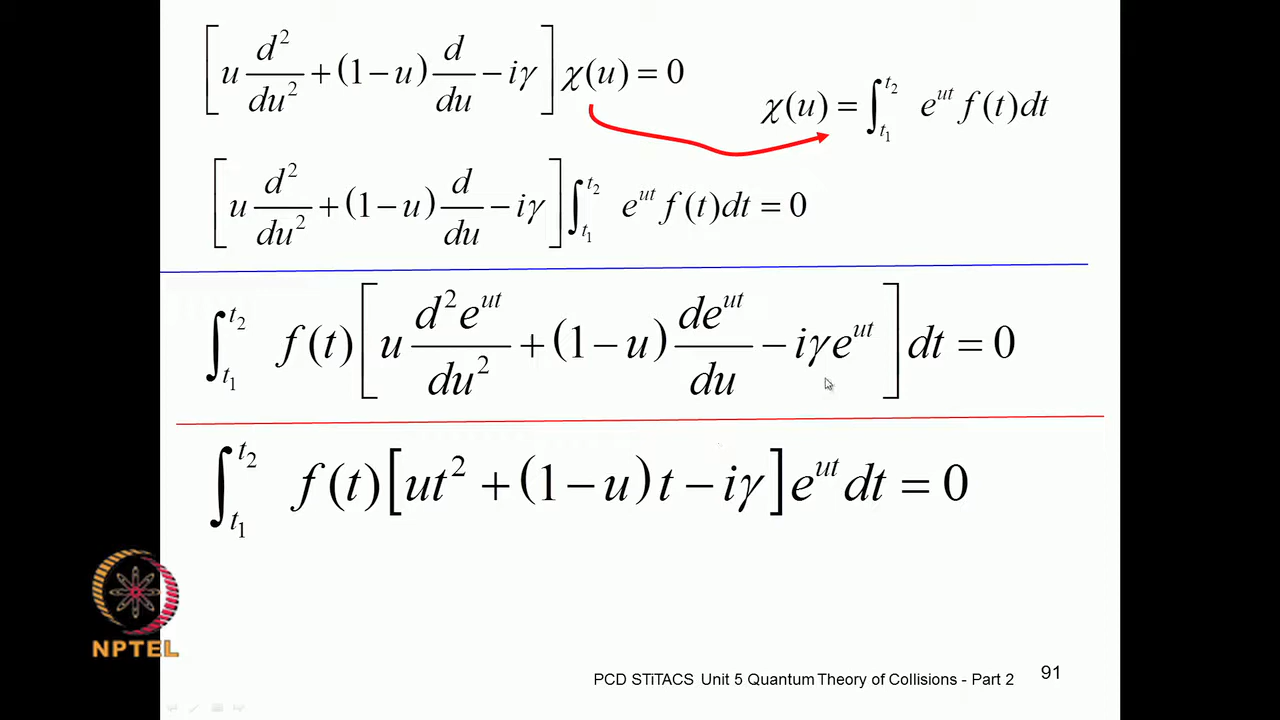 [u d²/du² + (1−u) d/du − iγ] χ(u) = 0
χ(u) = ∫_{t₁}^{t₂} e^{ut} f(t)dt
[u d²/du² + (1−u) d/du − iγ] ∫_{t₁}^{t₂} e^{ut} f(t)dt = 0
∫_{t₁}^{t₂} f(t) [u d²e^{ut}/du² + (1−u) de^{ut}/du − iγe^{ut}] dt = 0
∫_{t₁}^{t₂} f(t)[ut² + (1−u)t − iγ]e^{ut}dt = 0
NPTEL
PCD STiTACS Unit 5 Quantum Theory of Collisions - Part 2 91